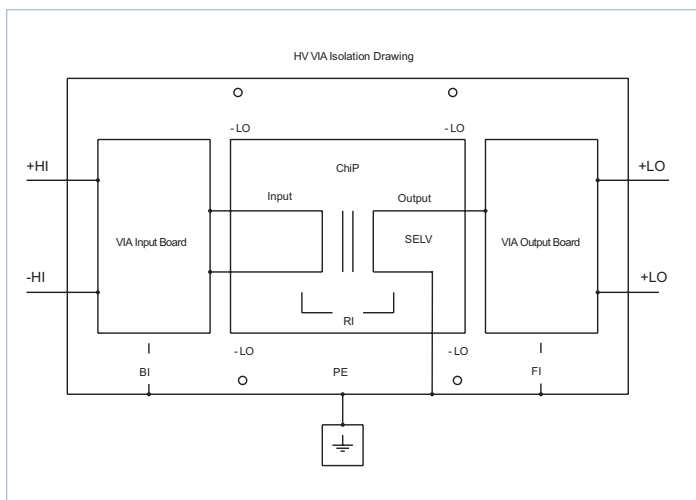 HV VIA Isolation Drawing
-LO
-LO
+HI
ChiP
+LO
Input
Output
VIA Input Board
SELV
VIA Output Board
-HI
+LO
RI
-LO
-LO
BI
PE
FI